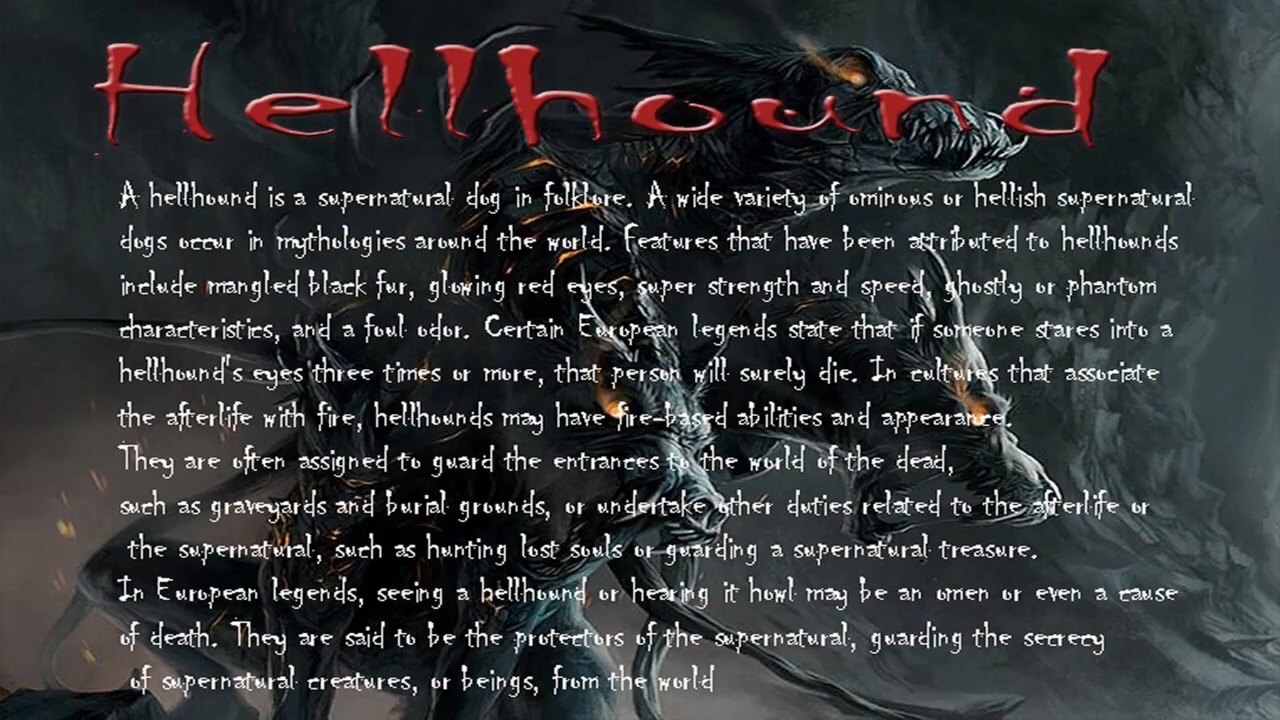 Hellhound
A hellhound is a supernatural dog in folklore. A wide variety of ominous or hellish supernatural
dogs occur in mythologies around the world. Features that have been attributed to hellhounds
include mangled black fur, glowing red eyes, super strength and speed, ghostly or phantom
characteristics, and a foul odor. Certain European legends state that if someone stares into a
hellhound's eyes three times or more, that person will surely die. In cultures that associate
the afterlife with fire, hellhounds may have fire-based abilities and appearance.
They are often assigned to guard the entrances to the world of the dead,
such as graveyards and burial grounds, or undertake other duties related to the afterlife or
the supernatural, such as hunting lost souls or guarding a supernatural treasure.
In European legends, seeing a hellhound or hearing it howl may be an omen or even a cause
of death. They are said to be the protectors of the supernatural, guarding the secrecy
of supernatural creatures, or beings, from the world